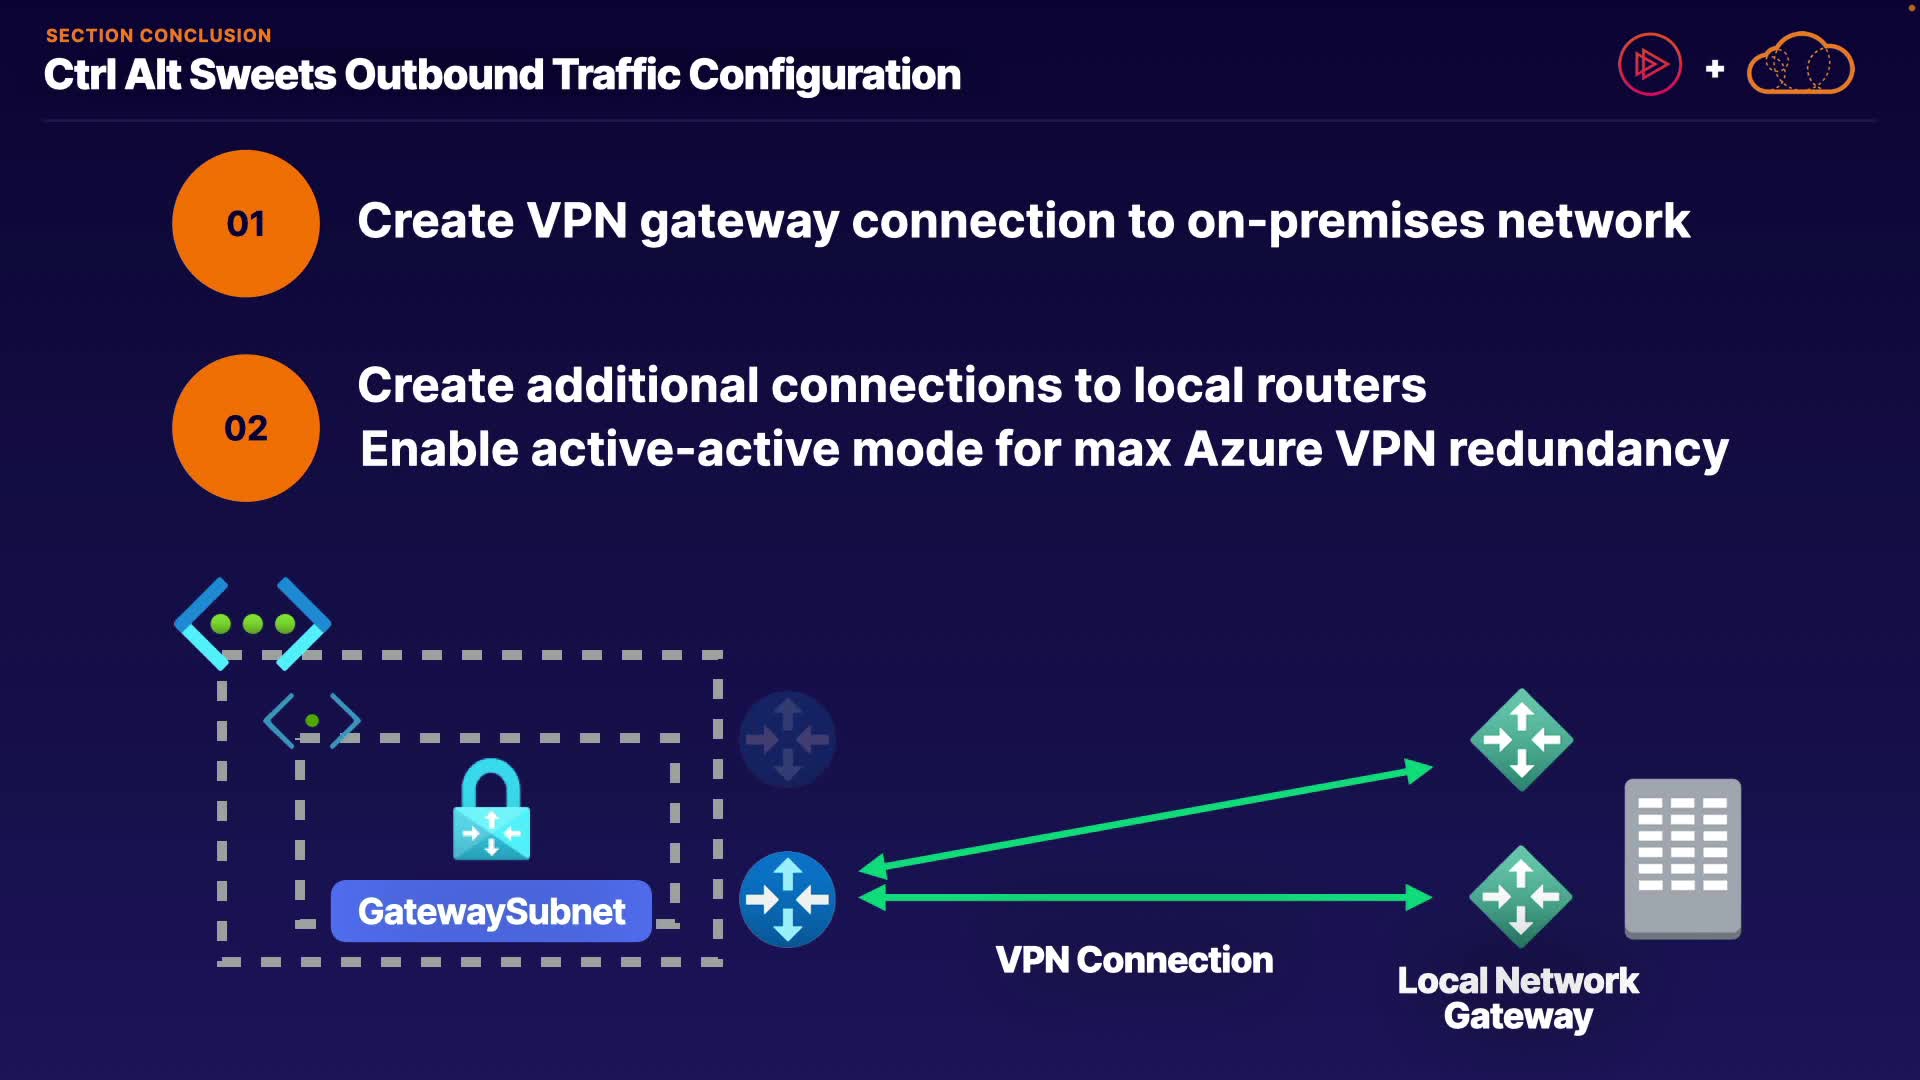 SECTION CONCLUSION
Ctrl Alt Sweets Outbound Traffic Configuration
+
01
Create VPN gateway connection to on-premises network
02
Create additional connections to local routers
Enable active-active mode for max Azure VPN redundancy
GatewaySubnet
VPN Connection
Local Network
Gateway